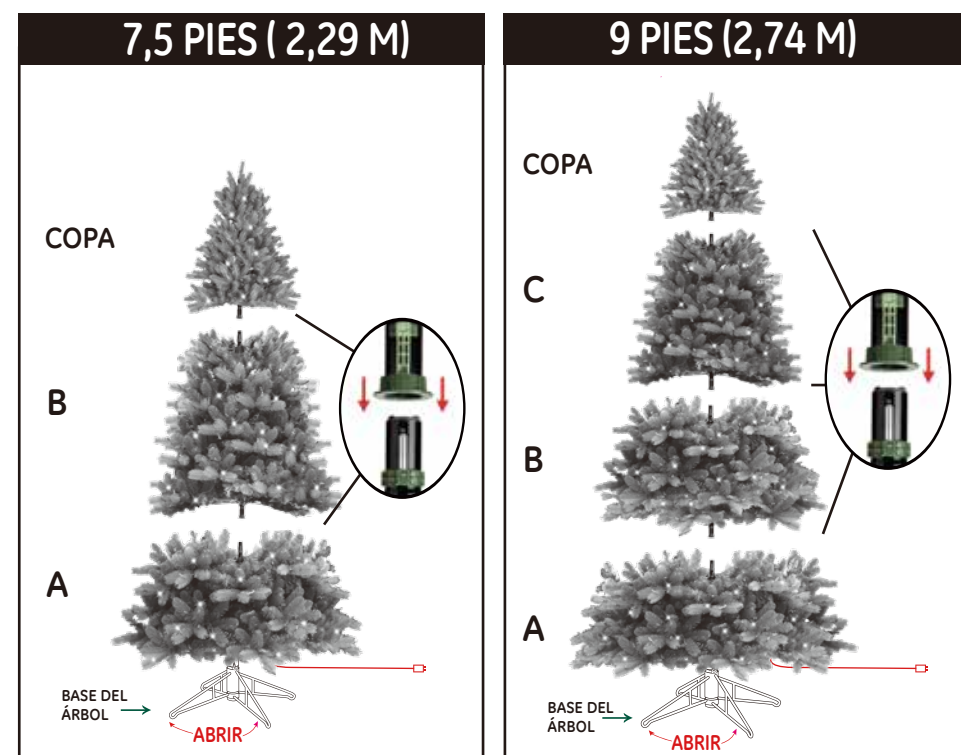 7,5 PIES ( 2,29 M)
COPA
B
A
BASE DEL
ÁRBOL
ABRIR
9 PIES (2,74 M)
COPA
C
B
A
BASE DEL
ÁRBOL
ABRIR